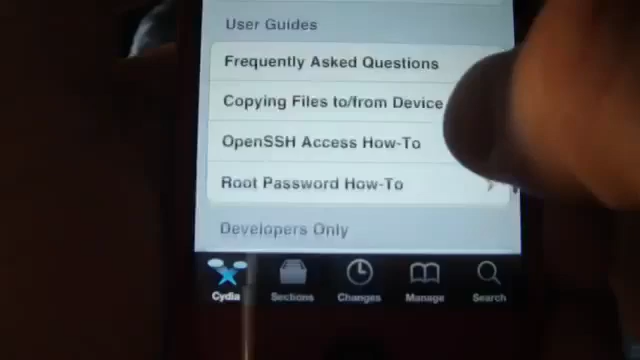 User Guides
Frequently Asked Questions
Copying Files to/from Device
OpenSSH Access How-To
Root Password How-To
Developers Only
Cydia
Sections
Changes
Manage
Search